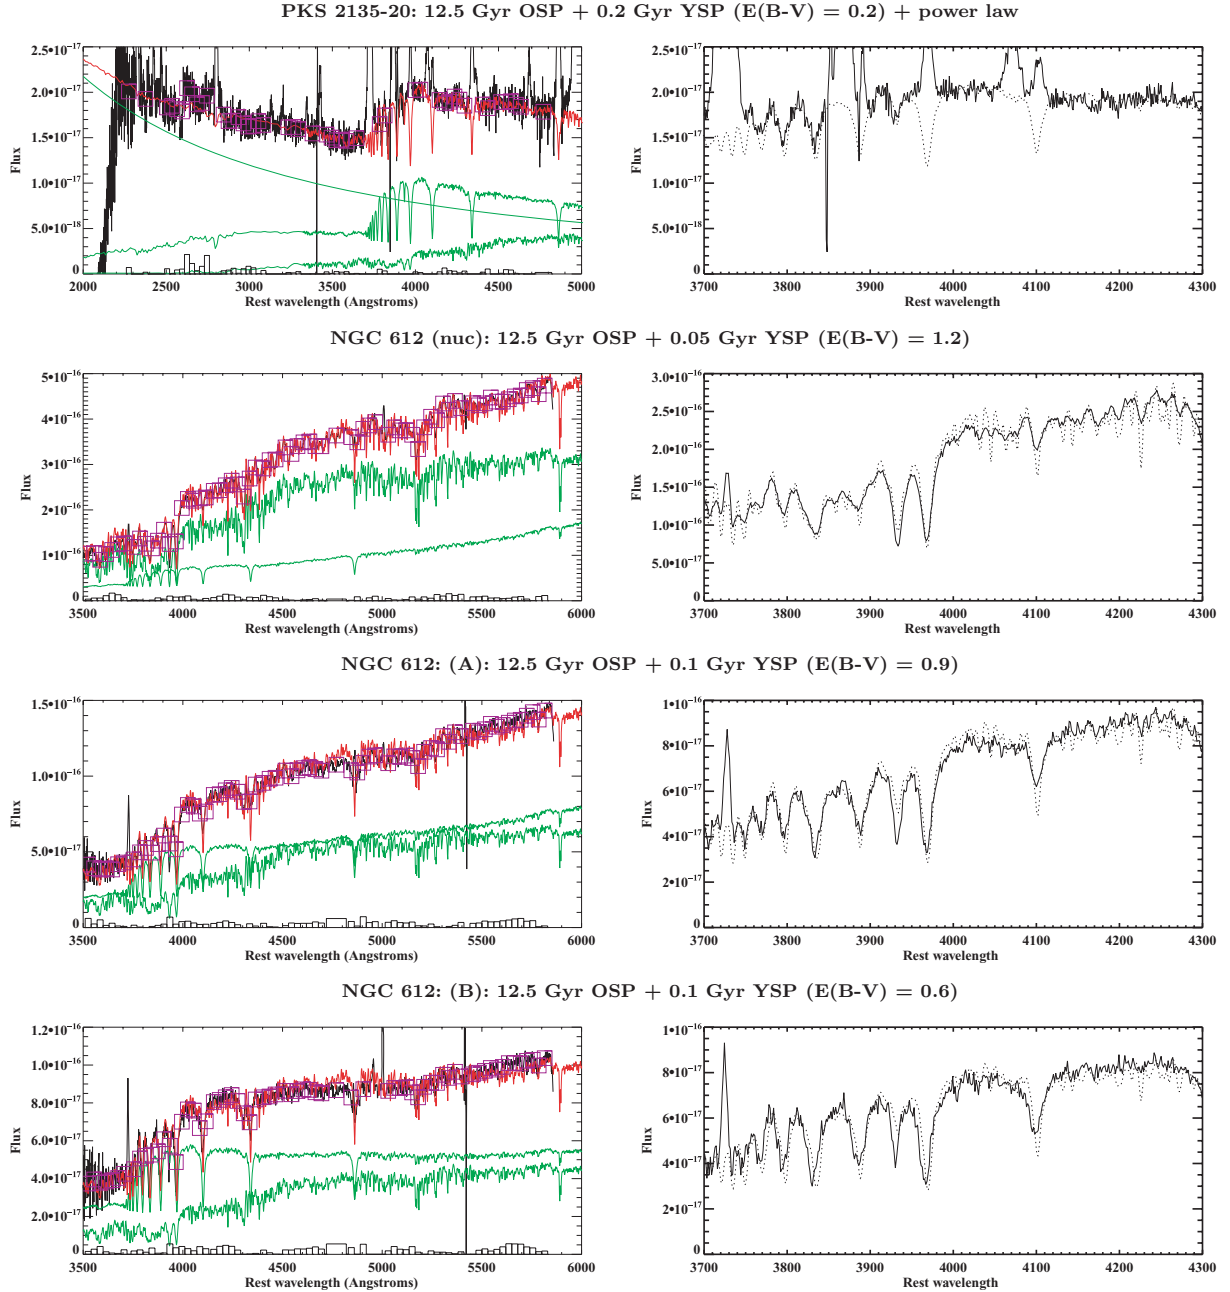 PKS 2135-20: 12.5 Gyr OSP + 0.2 Gyr YSP (E(B-V) = 0.2) + power law
2.5•10⁻¹⁷
2.0•10⁻¹⁷
1.5•10⁻¹⁷
1.0•10⁻¹⁷
5.0•10⁻¹⁸
0
Flux
2000 2500 3000 3500 4000 4500 5000
Rest wavelength (Angstroms)
2.5•10⁻¹⁷
2.0•10⁻¹⁷
1.5•10⁻¹⁷
1.0•10⁻¹⁷
5.0•10⁻¹⁸
0
Flux
3700 3800 3900 4000 4100 4200 4300
Rest wavelength
NGC 612 (nuc): 12.5 Gyr OSP + 0.05 Gyr YSP (E(B-V) = 1.2)
5•10⁻¹⁶
4•10⁻¹⁶
3•10⁻¹⁶
2•10⁻¹⁶
1•10⁻¹⁶
0
Flux
3500 4000 4500 5000 5500 6000
Rest wavelength (Angstroms)
3.0•10⁻¹⁶
2.5•10⁻¹⁶
2.0•10⁻¹⁶
1.5•10⁻¹⁶
1.0•10⁻¹⁶
5.0•10⁻¹⁷
0
Flux
3700 3800 3900 4000 4100 4200 4300
Rest wavelength
NGC 612: (A): 12.5 Gyr OSP + 0.1 Gyr YSP (E(B-V) = 0.9)
1.5•10⁻¹⁶
1.0•10⁻¹⁶
5.0•10⁻¹⁷
0
Flux
3500 4000 4500 5000 5500 6000
Rest wavelength (Angstroms)
1•10⁻¹⁶
8•10⁻¹⁷
6•10⁻¹⁷
4•10⁻¹⁷
2•10⁻¹⁷
0
Flux
3700 3800 3900 4000 4100 4200 4300
Rest wavelength
NGC 612: (B): 12.5 Gyr OSP + 0.1 Gyr YSP (E(B-V) = 0.6)
1.2•10⁻¹⁶
1.0•10⁻¹⁶
8.0•10⁻¹⁷
6.0•10⁻¹⁷
4.0•10⁻¹⁷
2.0•10⁻¹⁷
0
Flux
3500 4000 4500 5000 5500 6000
Rest wavelength (Angstroms)
1•10⁻¹⁶
8•10⁻¹⁷
6•10⁻¹⁷
4•10⁻¹⁷
2•10⁻¹⁷
0
Flux
3700 3800 3900 4000 4100 4200 4300
Rest wavelength